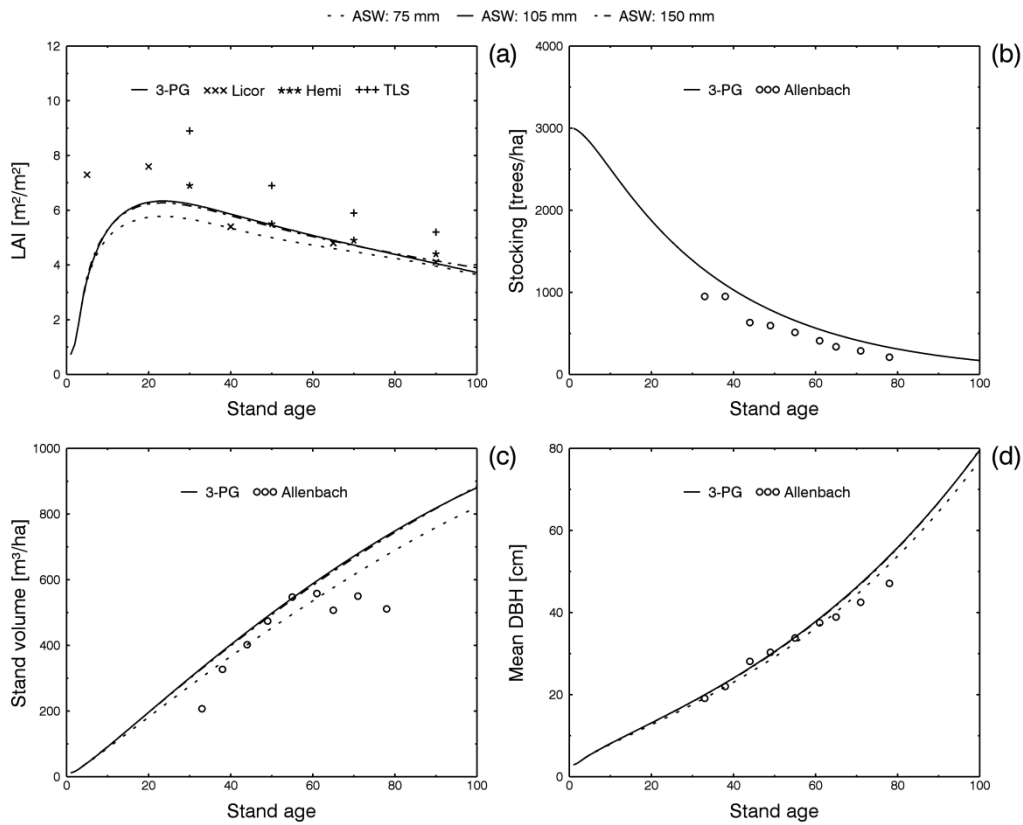 ASW: 75 mm ASW: 105 mm ASW: 150 mm
(a)
12
10
8
6
4
2
0
LAI [m²/m²]
3-PG ××× Licor ★★★ Hemi +++ TLS
0 20 40 60 80 100
Stand age
(b)
4000
3000
2000
1000
0
Stocking [trees/ha]
3-PG ooo Allenbach
0 20 40 60 80 100
Stand age
(c)
1000
800
600
400
200
0
Stand volume [m³/ha]
3-PG ooo Allenbach
0 20 40 60 80 100
Stand age
(d)
80
60
40
20
0
Mean DBH [cm]
3-PG ooo Allenbach
0 20 40 60 80 100
Stand age